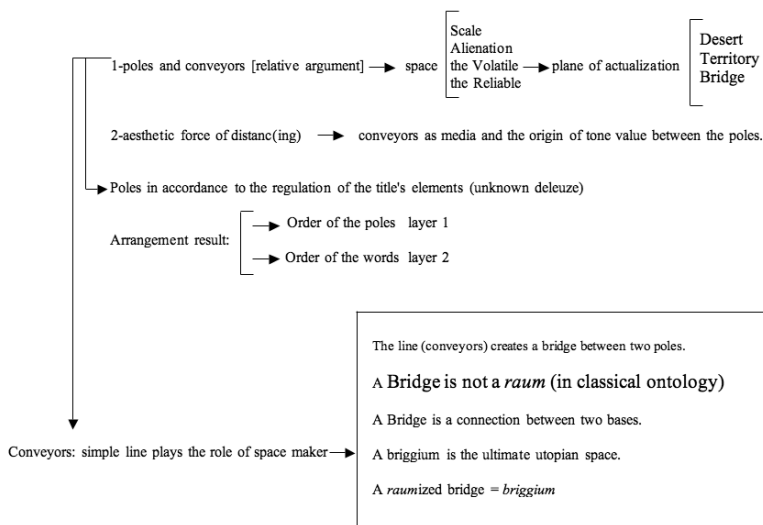 1-poles and conveyors [relative argument]
space
Scale
Alienation
the Volatile
the Reliable
plane of actualization
Desert
Territory
Bridge
2-aesthetic force of distanc(ing)
conveyors as media and the origin of tone value between the poles.
Poles in accordance to the regulation of the title's elements (unknown deleuze)
Arrangement result:
Order of the poles layer 1
Order of the words layer 2
Conveyors: simple line plays the role of space maker
The line (conveyors) creates a bridge between two poles.
A Bridge is not a raum (in classical ontology)
A Bridge is a connection between two bases.
A briggium is the ultimate utopian space.
A raumized bridge = briggium